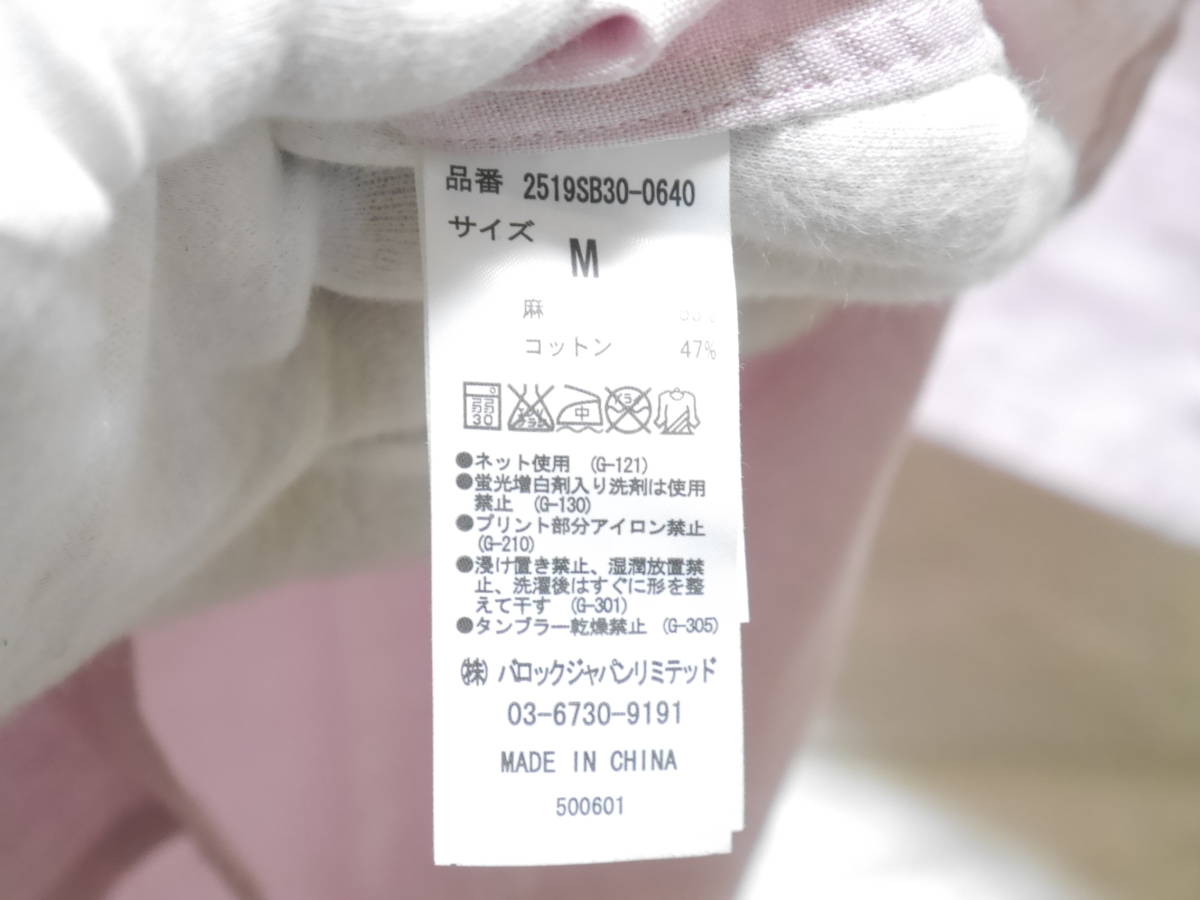 品番 2519SB30-0640
サイズ
M
麻
コットン 47%
弱
30
中
●ネット使用 (G-121)
●蛍光増白剤入り洗剤は使用
禁止 (G-130)
●プリント部分アイロン禁止
(G-210)
●浸け置き禁止、湿潤放置禁
止、洗濯後はすぐに形を整
えて干す (G-301)
●タンブラー乾燥禁止 (G-305)
(株) バロックジャパンリミテッド
03-6730-9191
MADE IN CHINA
500601